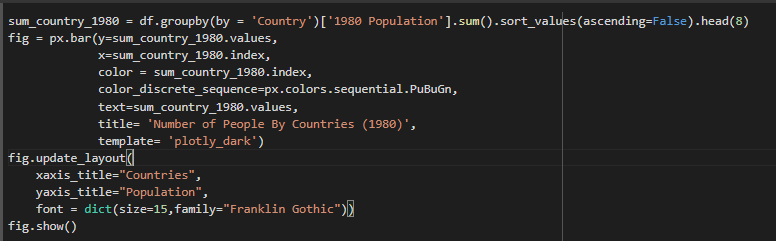 sum_country_1980 = df.groupby(by = 'Country')['1980 Population'].sum().sort_values(ascending=False).head(8)
fig = px.bar(y=sum_country_1980.values,
             x=sum_country_1980.index,
             color = sum_country_1980.index,
             color_discrete_sequence=px.colors.sequential.PuBuGn,
             text=sum_country_1980.values,
             title= 'Number of People By Countries (1980)',
             template= 'plotly_dark')
fig.update_layout(
    xaxis_title="Countries",
    yaxis_title="Population",
    font = dict(size=15,family="Franklin Gothic"))
fig.show()